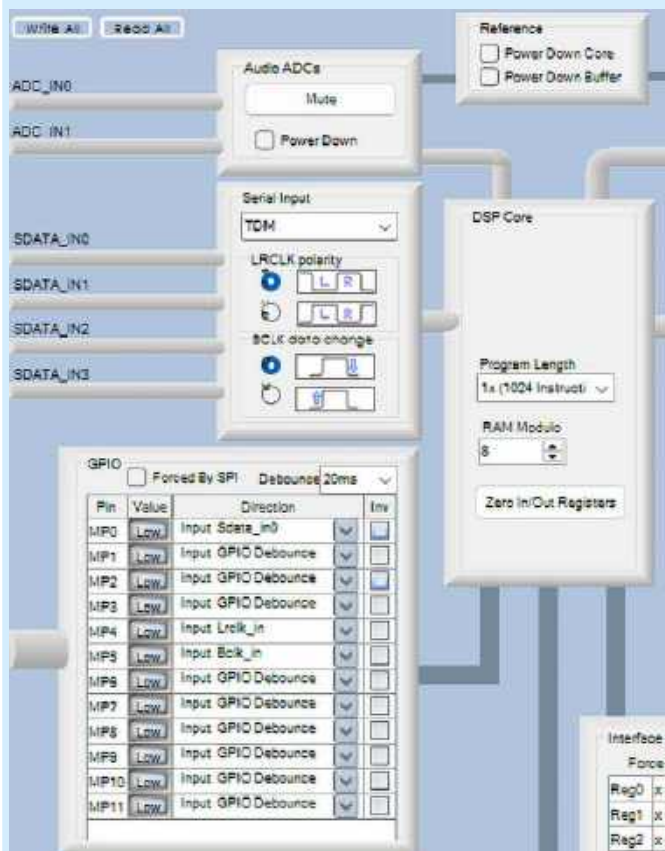 Write All Read All
Reference
Power Down Core
Power Down Buffer
Audio ADCs
Mute
Power Down
ADC_IN0
ADC_IN1
Serial Input
TDM
LRCLK polarity
L R
L R
BCLK data change
SDATA_IN0
SDATA_IN1
SDATA_IN2
SDATA_IN3
DSP Core
Program Length
1x (1024 Instructi
RAM Modulo
8
Zero In/Out Registers
GPIO
Forced By SPI Debounce 20ms
Pin Value Direction Inv
MP0 Low Input Sdata_in0
MP1 Low Input GPIO Debounce
MP2 Low Input GPIO Debounce
MP3 Low Input GPIO Debounce
MP4 Low Input Lrclk_in
MP5 Low Input Bclk_in
MP6 Low Input GPIO Debounce
MP7 Low Input GPIO Debounce
MP8 Low Input GPIO Debounce
MP9 Low Input GPIO Debounce
MP10 Low Input GPIO Debounce
MP11 Low Input GPIO Debounce
Interface
Force
Reg0 x
Reg1 x
Reg2 x